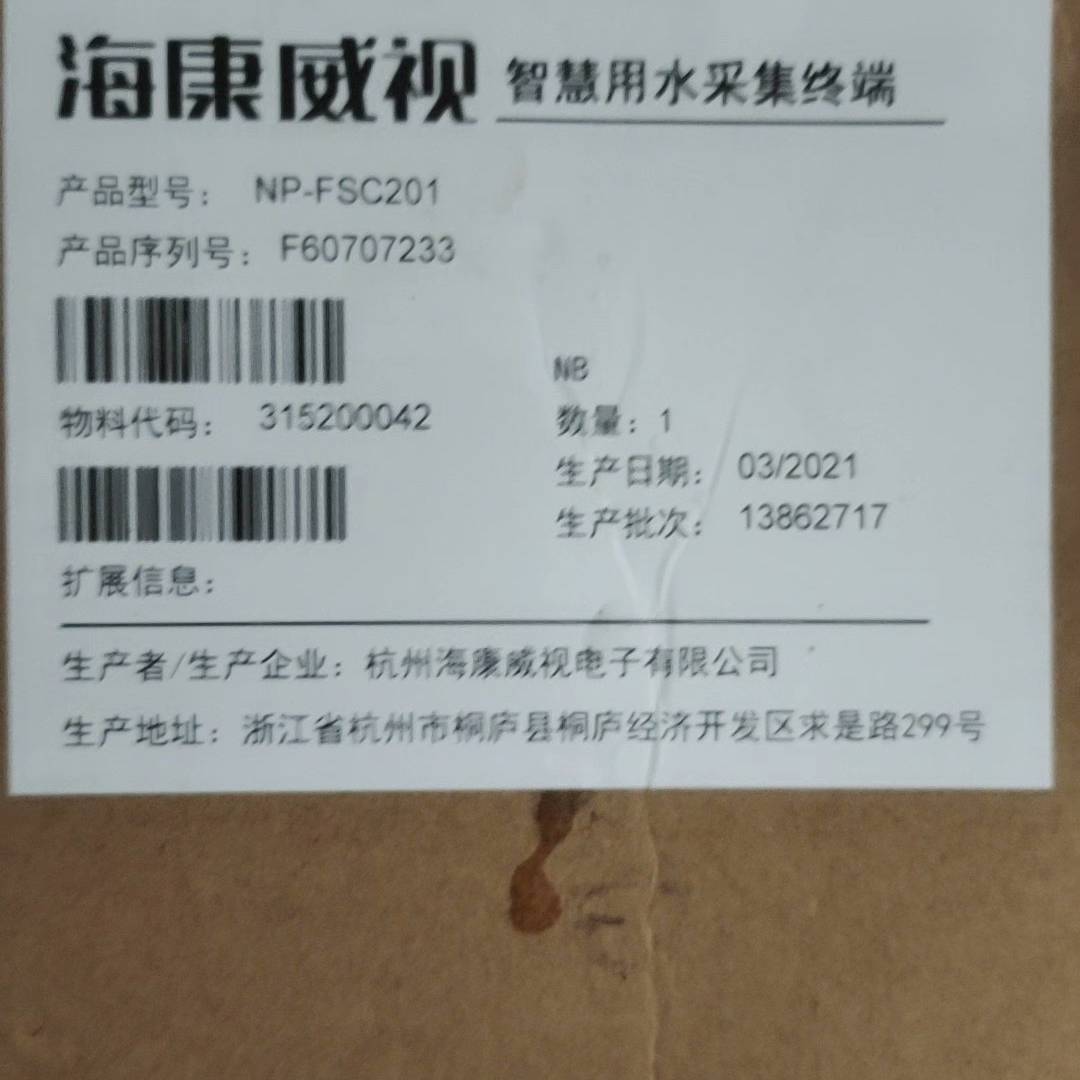 海康威视 智慧用水采集终端
产品型号： NP-FSC201
产品序列号： F60707233
NB
物料代码： 315200042
数量：1
生产日期： 03/2021
生产批次： 13862717
扩展信息：
生产者/生产企业：杭州海康威视电子有限公司
生产地址：浙江省杭州市桐庐县桐庐经济开发区求是路299号